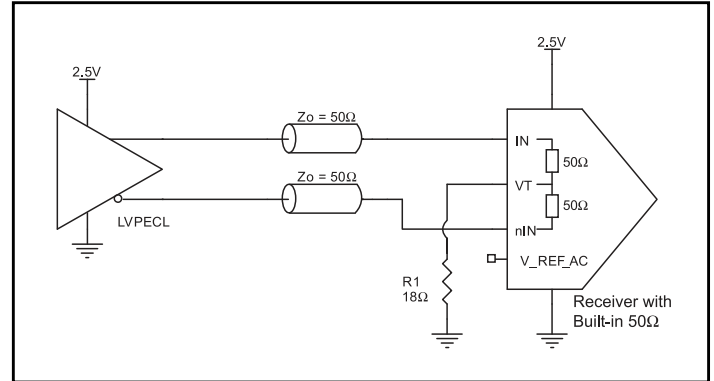 2.5V
2.5V
Zo = 50Ω
IN
50Ω
Zo = 50Ω
VT
50Ω
LVPECL
nIN
V_REF_AC
R1
18Ω
Receiver with
Built-in 50Ω